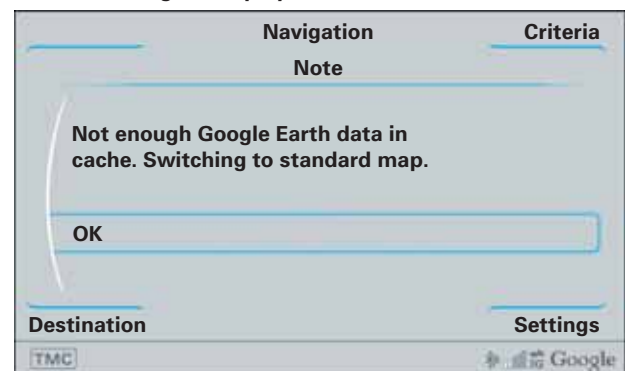 Navigation Criteria
Note
Not enough Google Earth data in
cache. Switching to standard map.
OK
Destination Settings
TMC Google